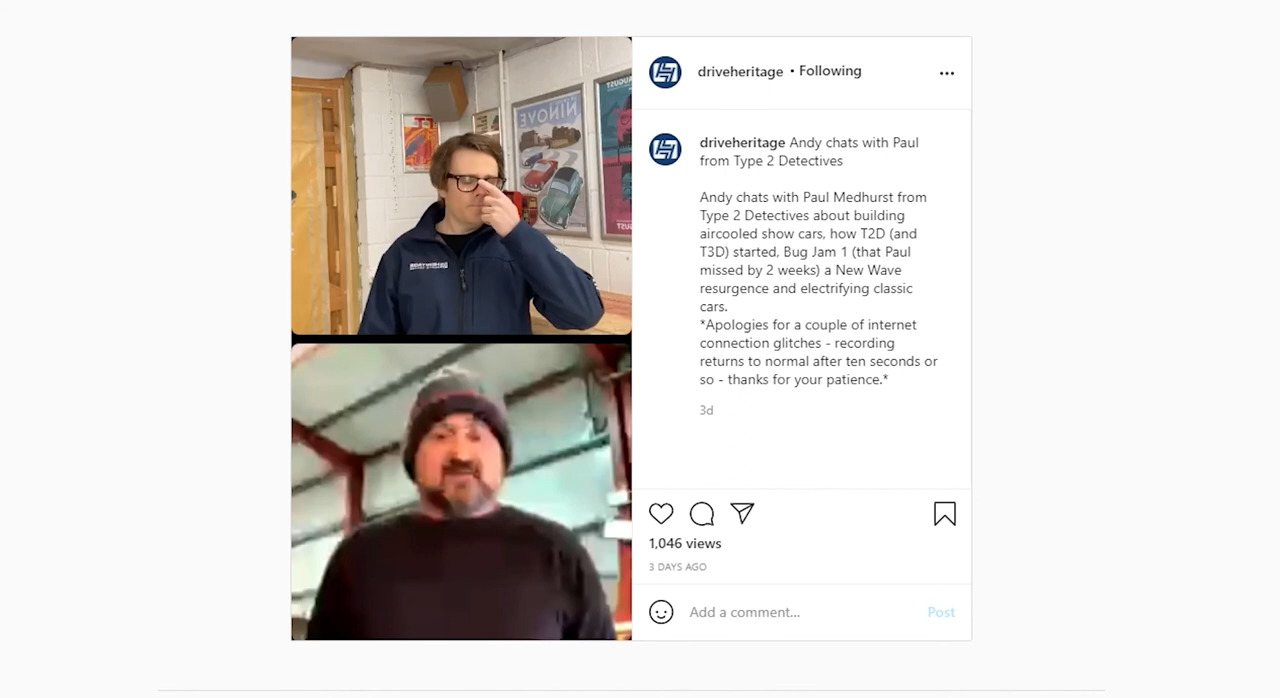 driveheritage • Following
driveheritage Andy chats with Paul
from Type 2 Detectives
Andy chats with Paul Medhurst from
Type 2 Detectives about building
aircooled show cars, how T2D (and
T3D) started, Bug Jam 1 (that Paul
missed by 2 weeks) a New Wave
resurgence and electrifying classic
cars.
*Apologies for a couple of internet
connection glitches - recording
returns to normal after ten seconds or
so - thanks for your patience.*
3d
1,046 views
3 DAYS AGO
Add a comment...
Post
NINOVE
AUGUST